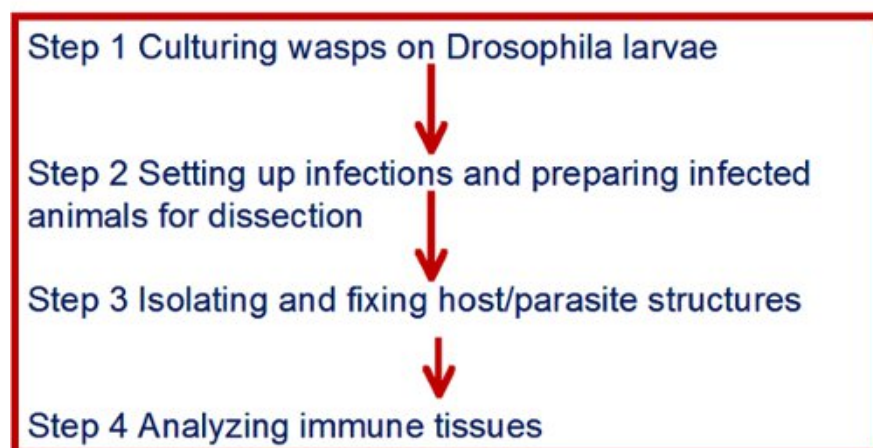 Step 1 Culturing wasps on Drosophila larvae
Step 2 Setting up infections and preparing infected
animals for dissection
Step 3 Isolating and fixing host/parasite structures
Step 4 Analyzing immune tissues